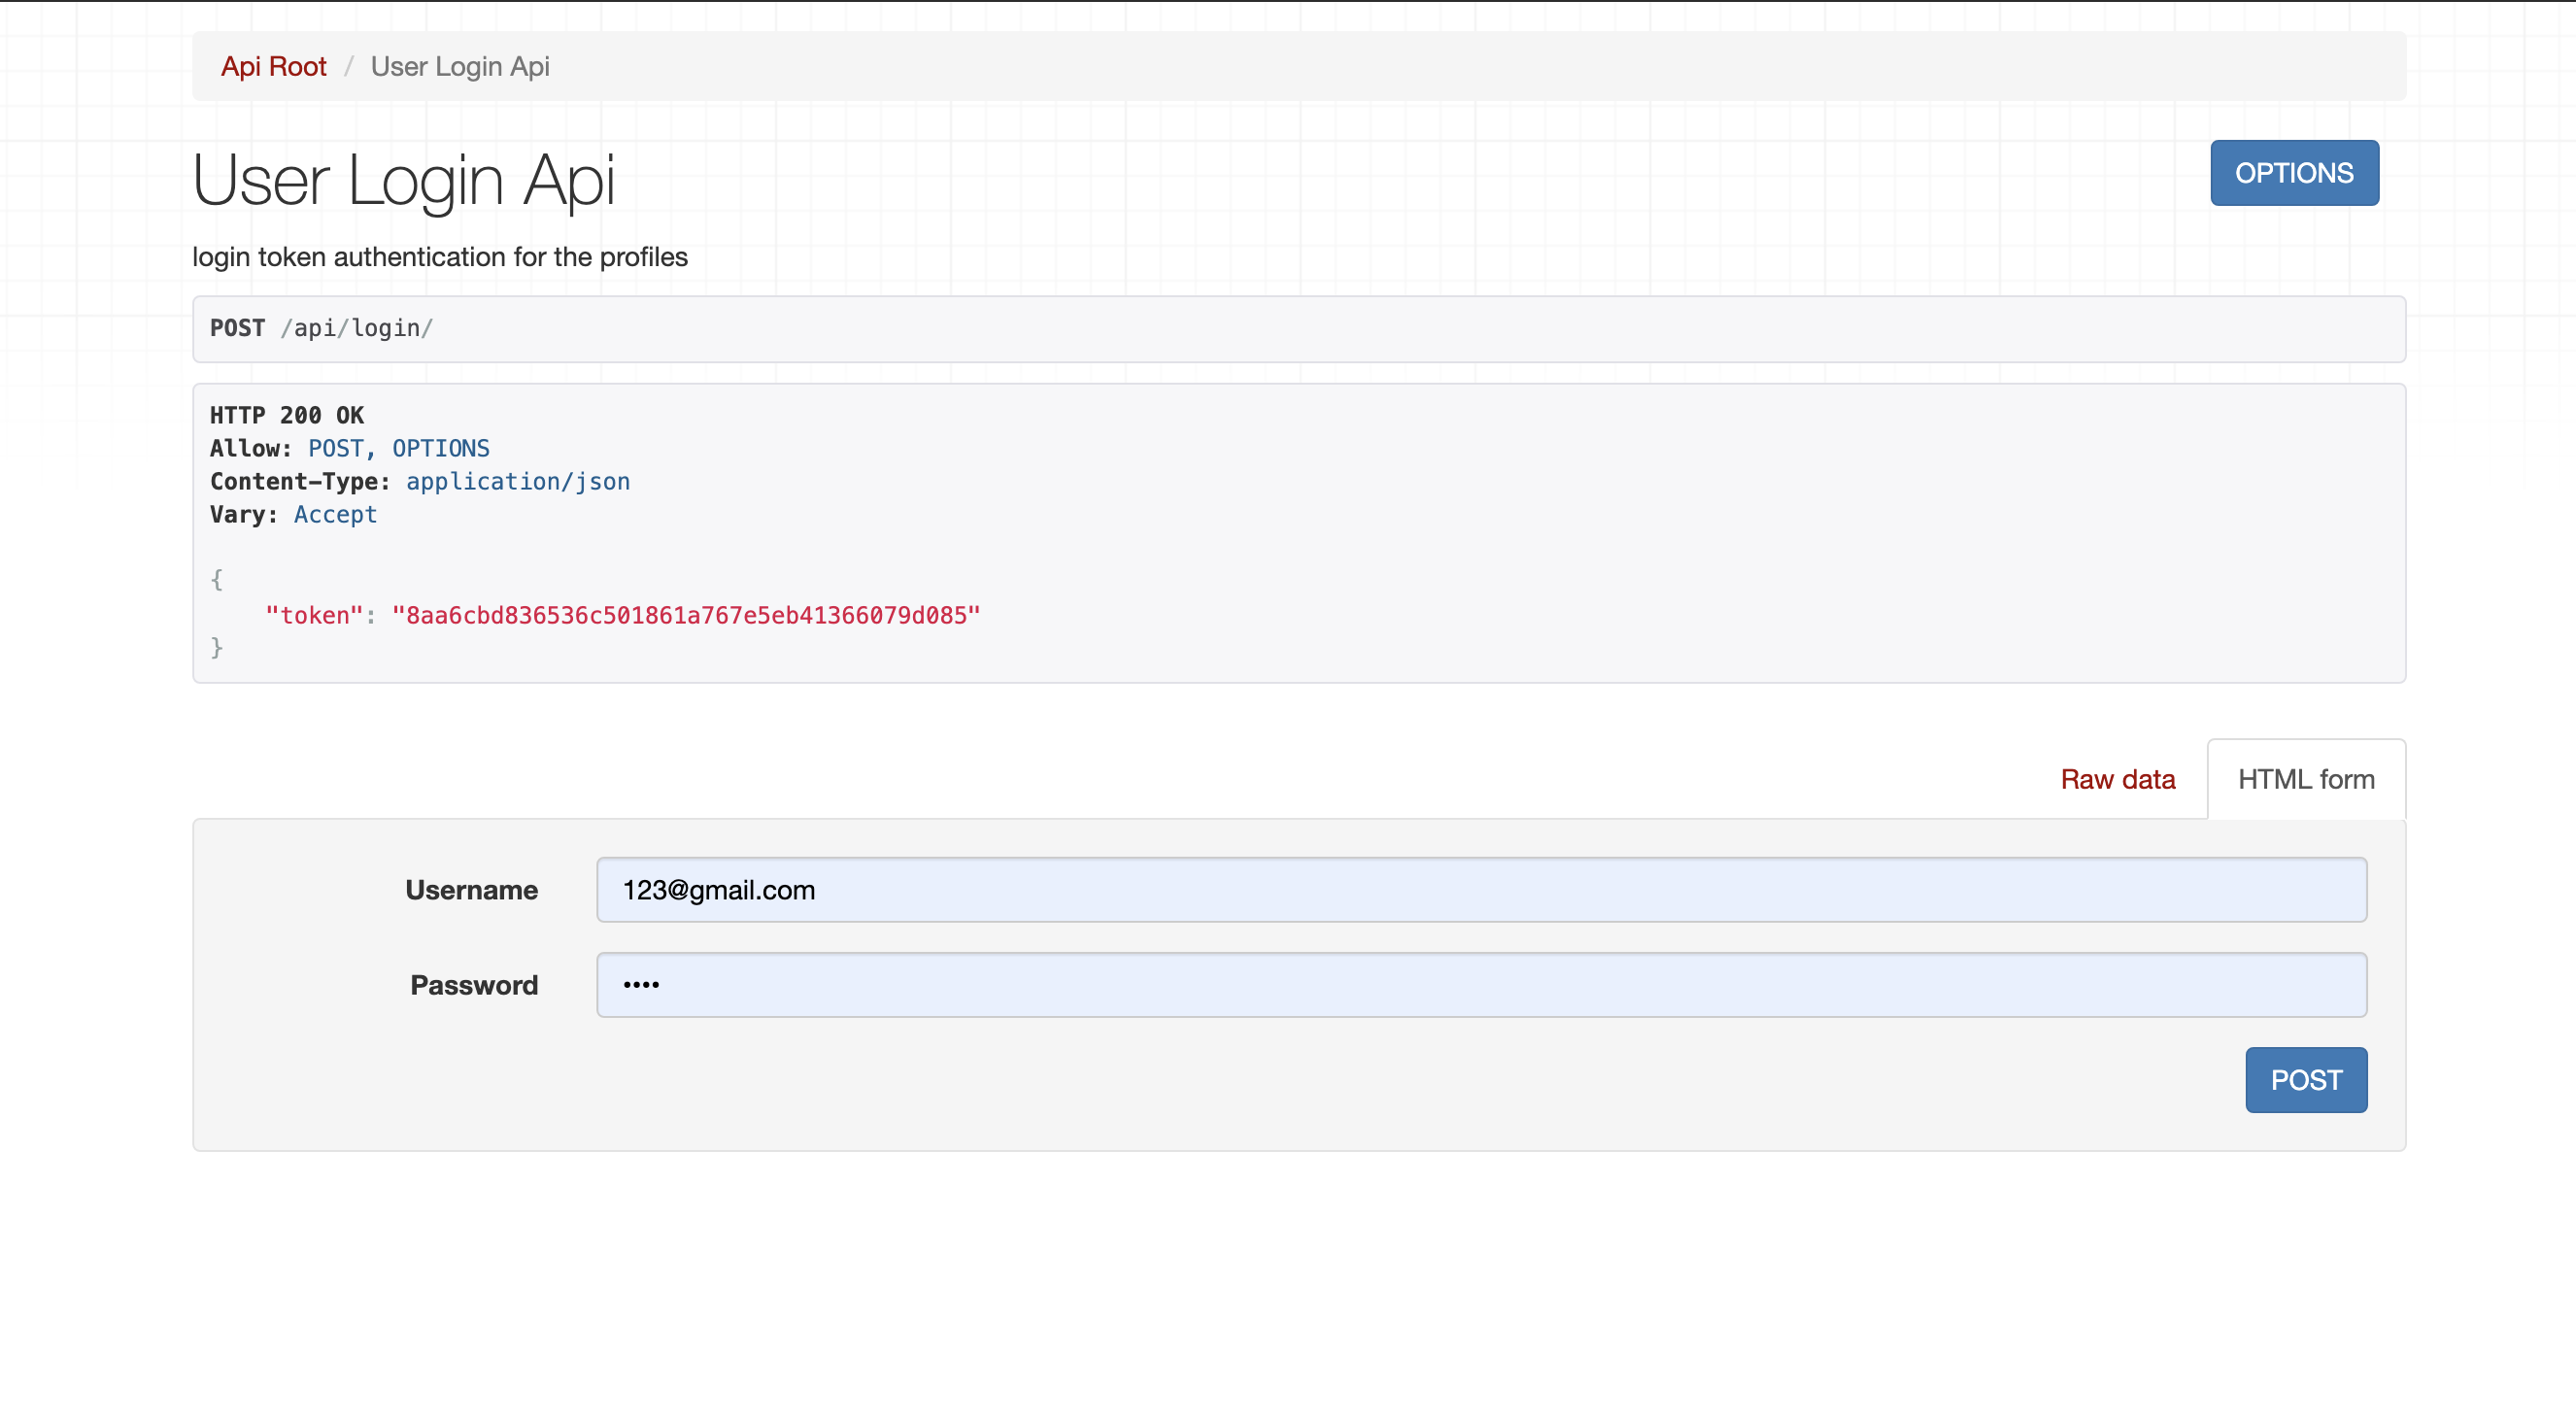 Api Root / User Login Api
User Login Api
OPTIONS
login token authentication for the profiles
POST /api/login/
HTTP 200 OK
Allow: POST, OPTIONS
Content-Type: application/json
Vary: Accept
{
"token": "8aa6cbd836536c501861a767e5eb41366079d085"
}
Raw data
HTML form
Username
123@gmail.com
Password
••••
POST